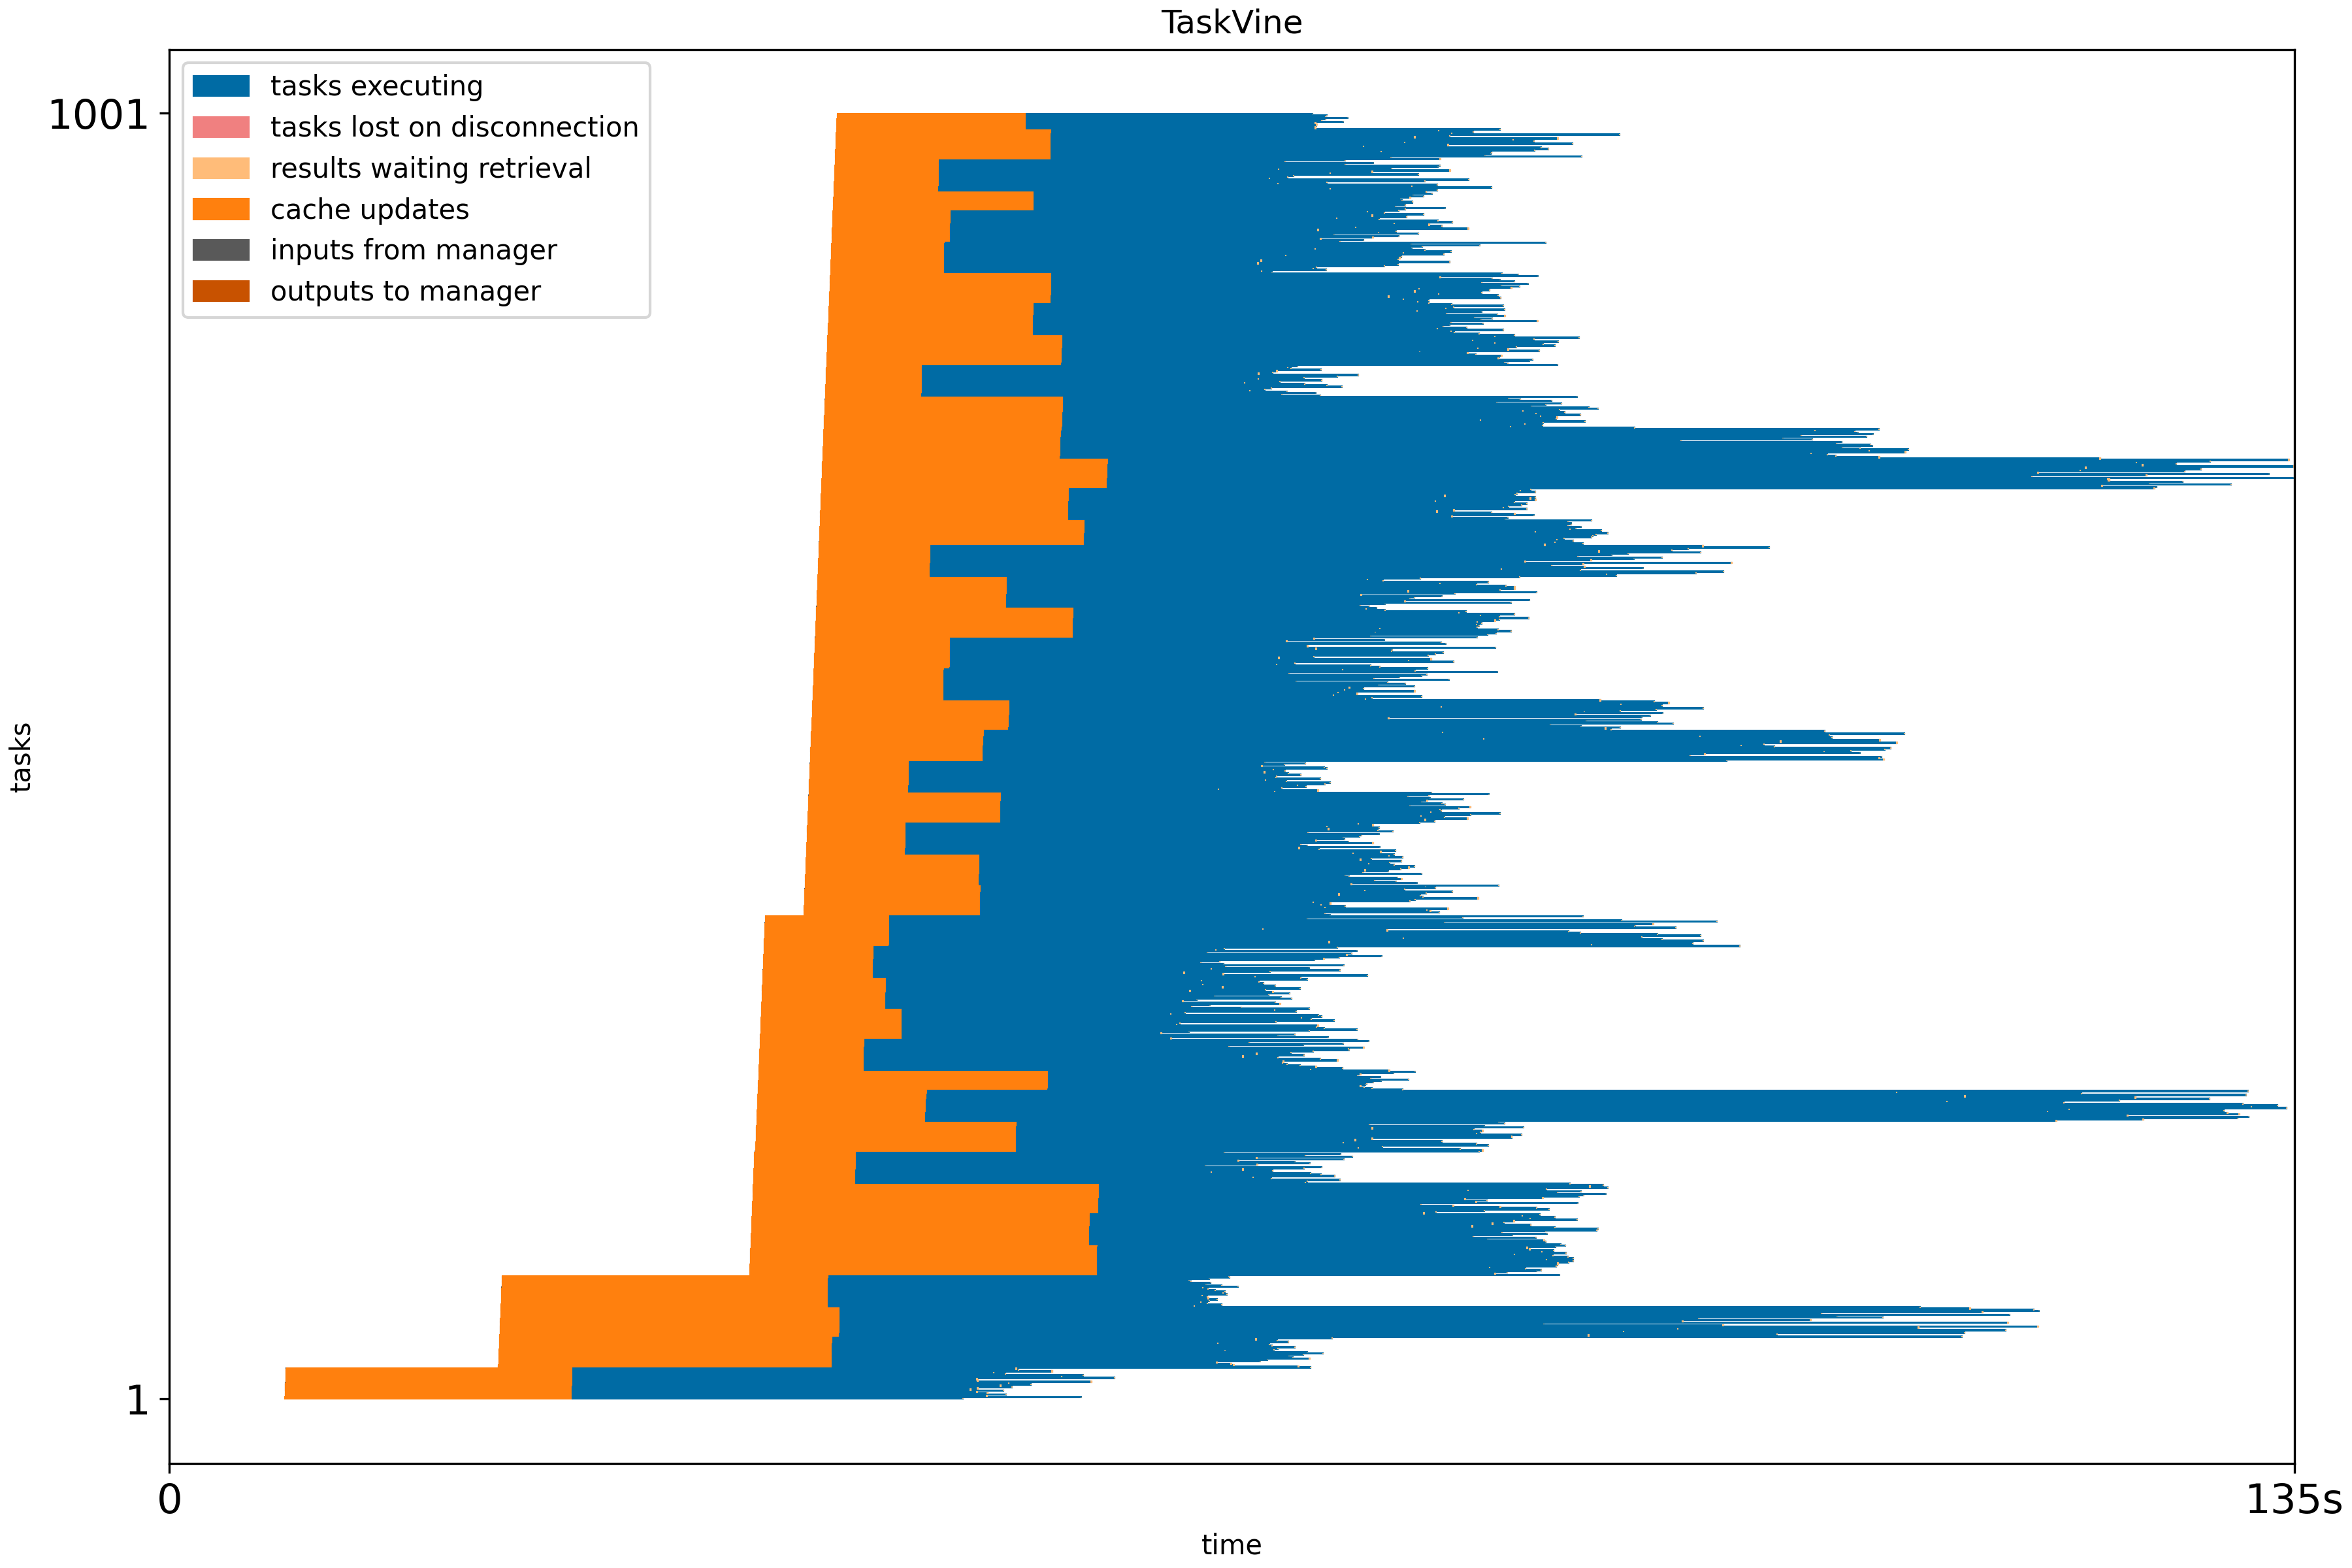 TaskVine
tasks executing
tasks lost on disconnection
results waiting retrieval
cache updates
inputs from manager
outputs to manager
1001
tasks
1
0
135s
time